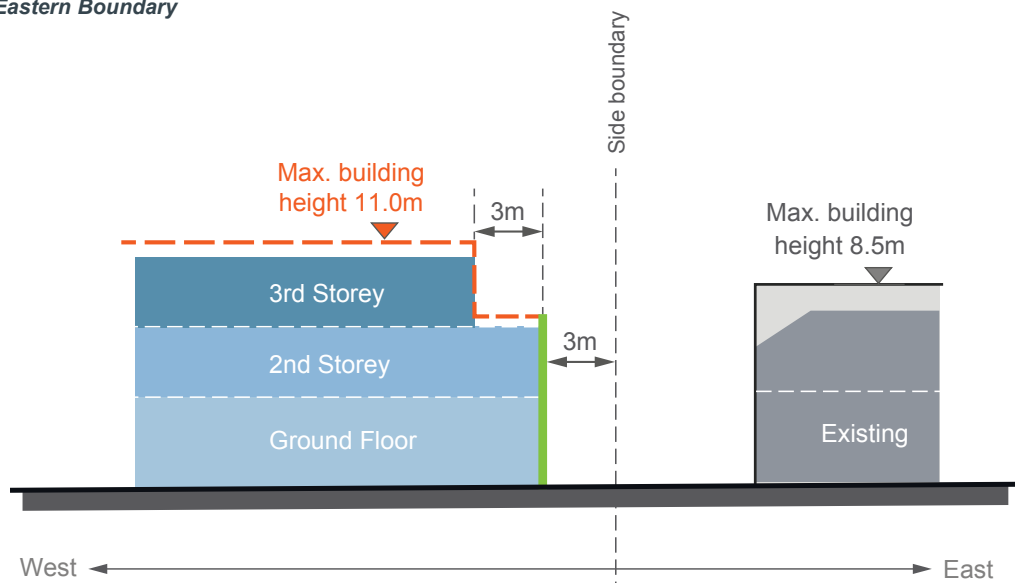 Eastern Boundary
Side boundary
Max. building
height 11.0m
3m
Max. building
height 8.5m
3rd Storey
3m
2nd Storey
Ground Floor
Existing
West
East